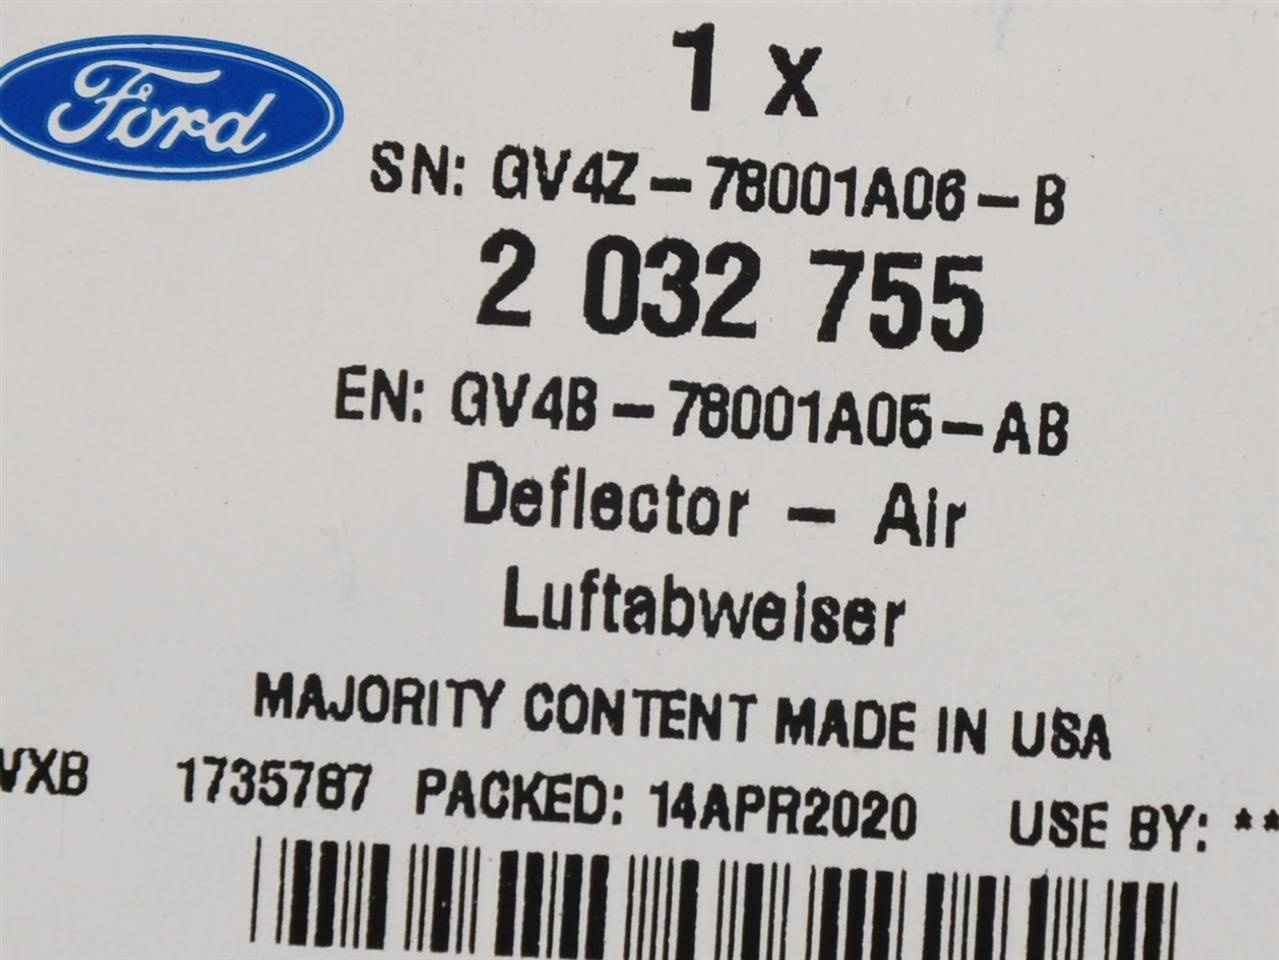 Ford
1 x
SN: GV4Z-78001A06-B
2 032 755
EN: GV4B-78001A05-AB
Deflector - Air
Luftabweiser
MAJORITY CONTENT MADE IN USA
VXB 1735787 PACKED: 14APR2020 USE BY: **